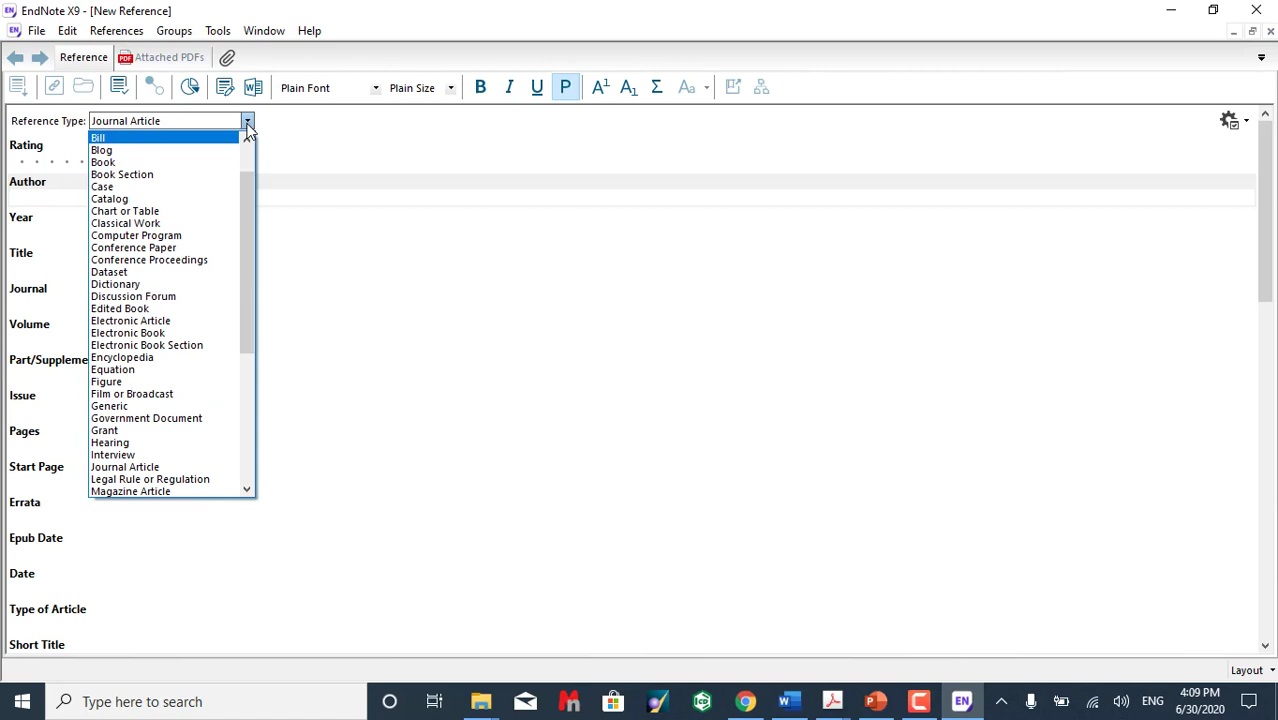 EndNote X9 - [New Reference]
File Edit References Groups Tools Window Help
Reference Attached PDFs
Plain Font Plain Size B I U P A¹ A₁ Σ Aa
Reference Type: Journal Article
Bill
Rating
Blog
Book
Book Section
Author
Case
Catalog
Chart or Table
Year
Classical Work
Computer Program
Conference Paper
Title
Conference Proceedings
Dataset
Dictionary
Journal
Discussion Forum
Edited Book
Electronic Article
Volume
Electronic Book
Electronic Book Section
Encyclopedia
Part/Suppleme
Equation
Figure
Film or Broadcast
Issue
Generic
Government Document
Grant
Pages
Hearing
Interview
Journal Article
Start Page
Legal Rule or Regulation
Magazine Article
Errata
Epub Date
Date
Type of Article
Short Title
Layout
Type here to search
ENG
4:09 PM
6/30/2020